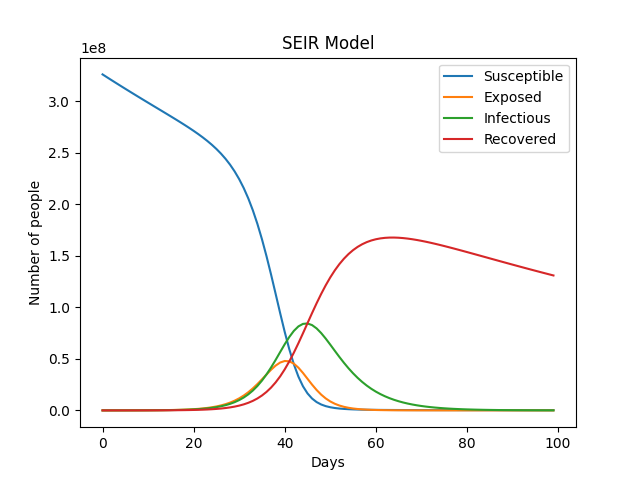 SEIR Model
1e8
Susceptible
Exposed
Infectious
Recovered
3.0
2.5
2.0
1.5
1.0
0.5
0.0
Number of people
0 20 40 60 80 100
Days